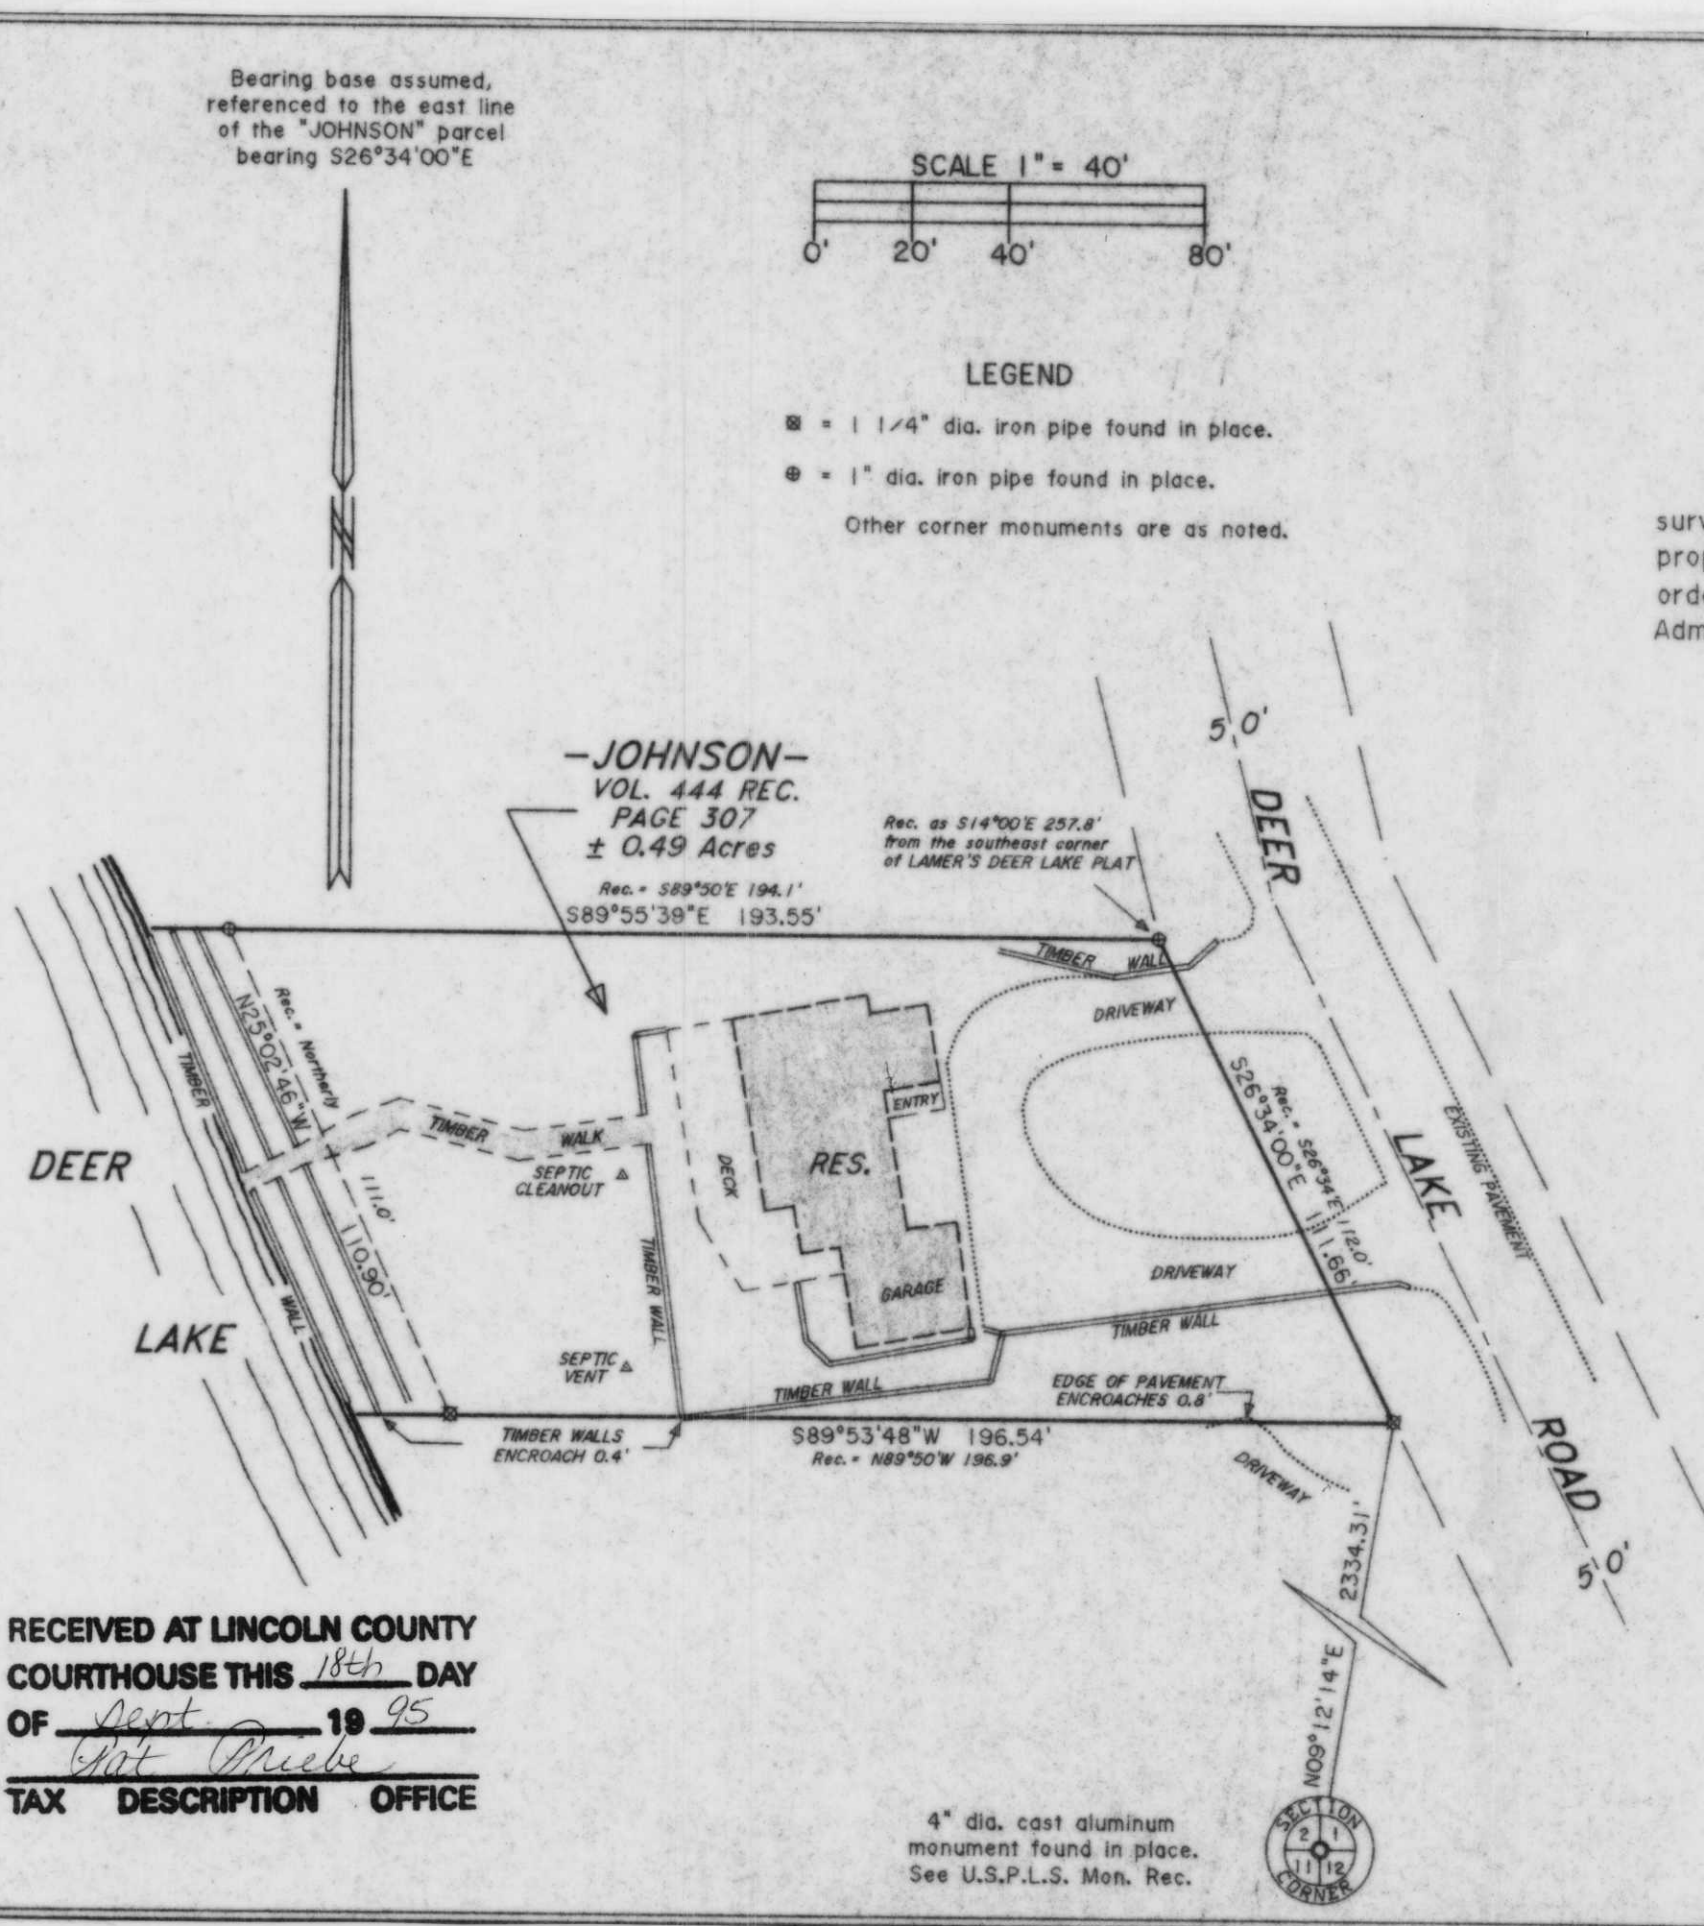 Bearing base assumed,
referenced to the east line
of the "JOHNSON" parcel
bearing S26°34'00"E
N
SCALE 1" = 40'
0' 20' 40' 80'
LEGEND
= 1 1/4" dia. iron pipe found in place.
= 1" dia. iron pipe found in place.
Other corner monuments are as noted.
surv
prop
orde
Adm
-JOHNSON-
VOL. 444 REC.
PAGE 307
± 0.49 Acres
Rec. = S89°50'E 194.1'
S89°55'39"E 193.55'
Rec. as S14°00'E 257.8'
from the southeast corner
of LAMER'S DEER LAKE PLAT
50'
DEER
LAKE
ROAD
50'
EXISTING PAVEMENT
TIMBER WALL
DRIVEWAY
Rec. = S26°34'E 112.0'
S26°34'00"E 111.66'
Rec. = Northerly 111.0'
N25°02'46"W 110.90'
TIMBER WALL
TIMBER WALK
SEPTIC
CLEANOUT
DECK
RES.
ENTRY
DEER
LAKE
TIMBER WALL
GARAGE
DRIVEWAY
TIMBER WALL
SEPTIC
VENT
TIMBER WALL
EDGE OF PAVEMENT
ENCROACHES 0.8'
TIMBER WALLS
ENCROACH 0.4'
S89°53'48"W 196.54'
Rec. = N89°50'W 196.9'
DRIVEWAY
2334.31'
N09°12'14"E
RECEIVED AT LINCOLN COUNTY
COURTHOUSE THIS 18th DAY
OF Sept. 19 95
Pat Priebe
TAX DESCRIPTION OFFICE
4" dia. cast aluminum
monument found in place.
See U.S.P.L.S. Mon. Rec.
SECTION
2 1
11 12
CORNER